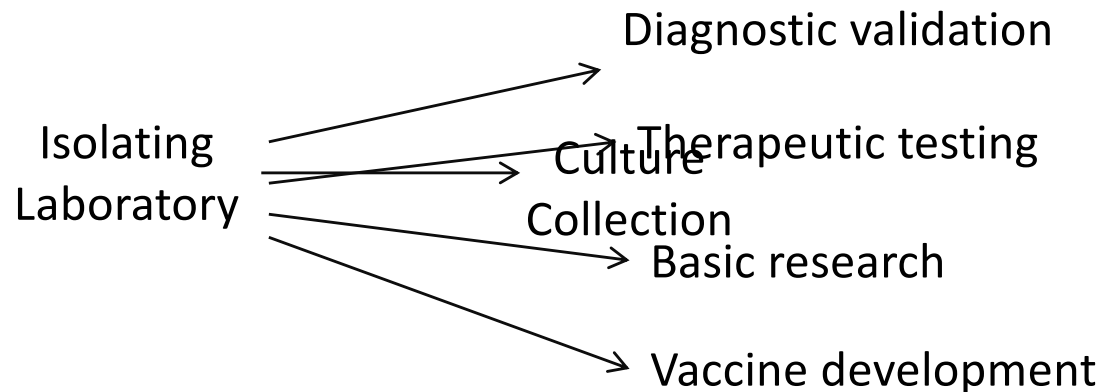 Diagnostic validation
Isolating
Laboratory
Therapeutic testing
Culture
Collection
Basic research
Vaccine development